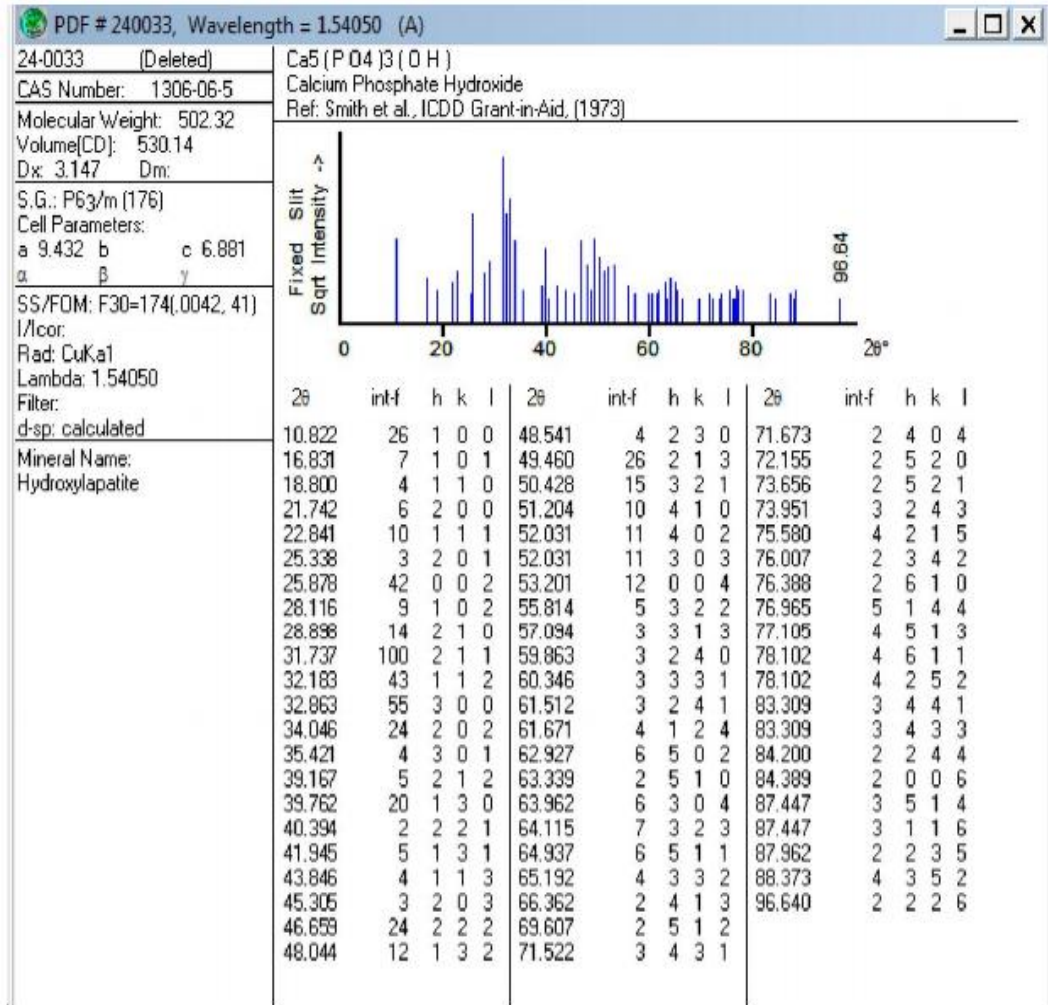 PDF # 240033, Wavelength = 1.54050 (A)
24-0033 (Deleted)
CAS Number: 1306-06-5
Molecular Weight: 502.32
Volume[CD]: 530.14
Dx: 3.147 Dm:
S.G.: P63/m (176)
Cell Parameters:
a 9.432 b c 6.881
α β γ
SS/FOM: F30=174(.0042, 41)
I/Icor:
Rad: CuKa1
Lambda: 1.54050
Filter:
d-sp: calculated
Mineral Name:
Hydroxylapatite
Ca5 ( P O4 )3 ( O H )
Calcium Phosphate Hydroxide
Ref: Smith et al., ICDD Grant-in-Aid, (1973)
Fixed Slit
Sqrt Intensity ->
96.64
0 20 40 60 80 2θ°
2θ int-f h k l
10.822 26 1 0 0
16.831 7 1 0 1
18.800 4 1 1 0
21.742 6 2 0 0
22.841 10 1 1 1
25.338 3 2 0 1
25.878 42 0 0 2
28.116 9 1 0 2
28.898 14 2 1 0
31.737 100 2 1 1
32.183 43 1 1 2
32.863 55 3 0 0
34.046 24 2 0 2
35.421 4 3 0 1
39.167 5 2 1 2
39.762 20 1 3 0
40.394 2 2 2 1
41.945 5 1 3 1
43.846 4 1 1 3
45.305 3 2 0 3
46.659 24 2 2 2
48.044 12 1 3 2
2θ int-f h k l
48.541 4 2 3 0
49.460 26 2 1 3
50.428 15 3 2 1
51.204 10 4 1 0
52.031 11 4 0 2
52.031 11 3 0 3
53.201 12 0 0 4
55.814 5 3 2 2
57.094 3 3 1 3
59.863 3 2 4 0
60.346 3 3 3 1
61.512 3 2 4 1
61.671 4 1 2 4
62.927 6 5 0 2
63.339 2 5 1 0
63.962 6 3 0 4
64.115 7 3 2 3
64.937 6 5 1 1
65.192 4 3 3 2
66.362 2 4 1 3
69.607 2 5 1 2
71.522 3 4 3 1
2θ int-f h k l
71.673 2 4 0 4
72.155 2 5 2 0
73.656 2 5 2 1
73.951 3 2 4 3
75.580 4 2 1 5
76.007 2 3 4 2
76.388 2 6 1 0
76.965 5 1 4 4
77.105 4 5 1 3
78.102 4 6 1 1
78.102 4 2 5 2
83.309 3 4 4 1
83.309 3 4 3 3
84.200 2 2 4 4
84.389 2 0 0 6
87.447 3 5 1 4
87.447 3 1 1 6
87.962 2 2 3 5
88.373 4 3 5 2
96.640 2 2 2 6